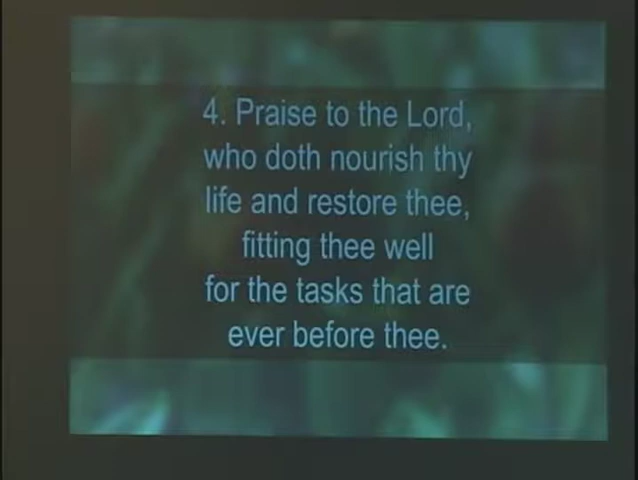 4. Praise to the Lord,
who doth nourish thy
life and restore thee,
fitting thee well
for the tasks that are
ever before thee.